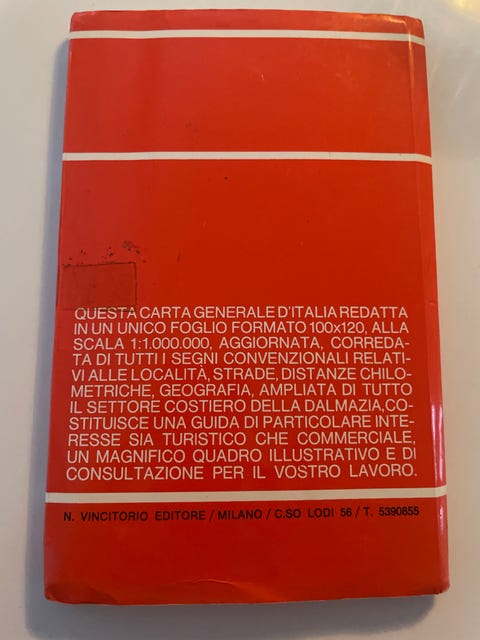 QUESTA CARTA GENERALE D'ITALIA REDATTA
IN UN UNICO FOGLIO FORMATO 100x120, ALLA
SCALA 1:1.000.000, AGGIORNATA, CORREDA-
TA DI TUTTI I SEGNI CONVENZIONALI RELATI-
VI ALLE LOCALITÀ, STRADE, DISTANZE CHILO-
METRICHE, GEOGRAFIA, AMPLIATA DI TUTTO
IL SETTORE COSTIERO DELLA DALMAZIA, CO-
STITUISCE UNA GUIDA DI PARTICOLARE INTE-
RESSE SIA TURISTICO CHE COMMERCIALE,
UN MAGNIFICO QUADRO ILLUSTRATIVO E DI
CONSULTAZIONE PER IL VOSTRO LAVORO.
N. VINCITORIO EDITORE / MILANO / C.SO LODI 56 / T. 5390855